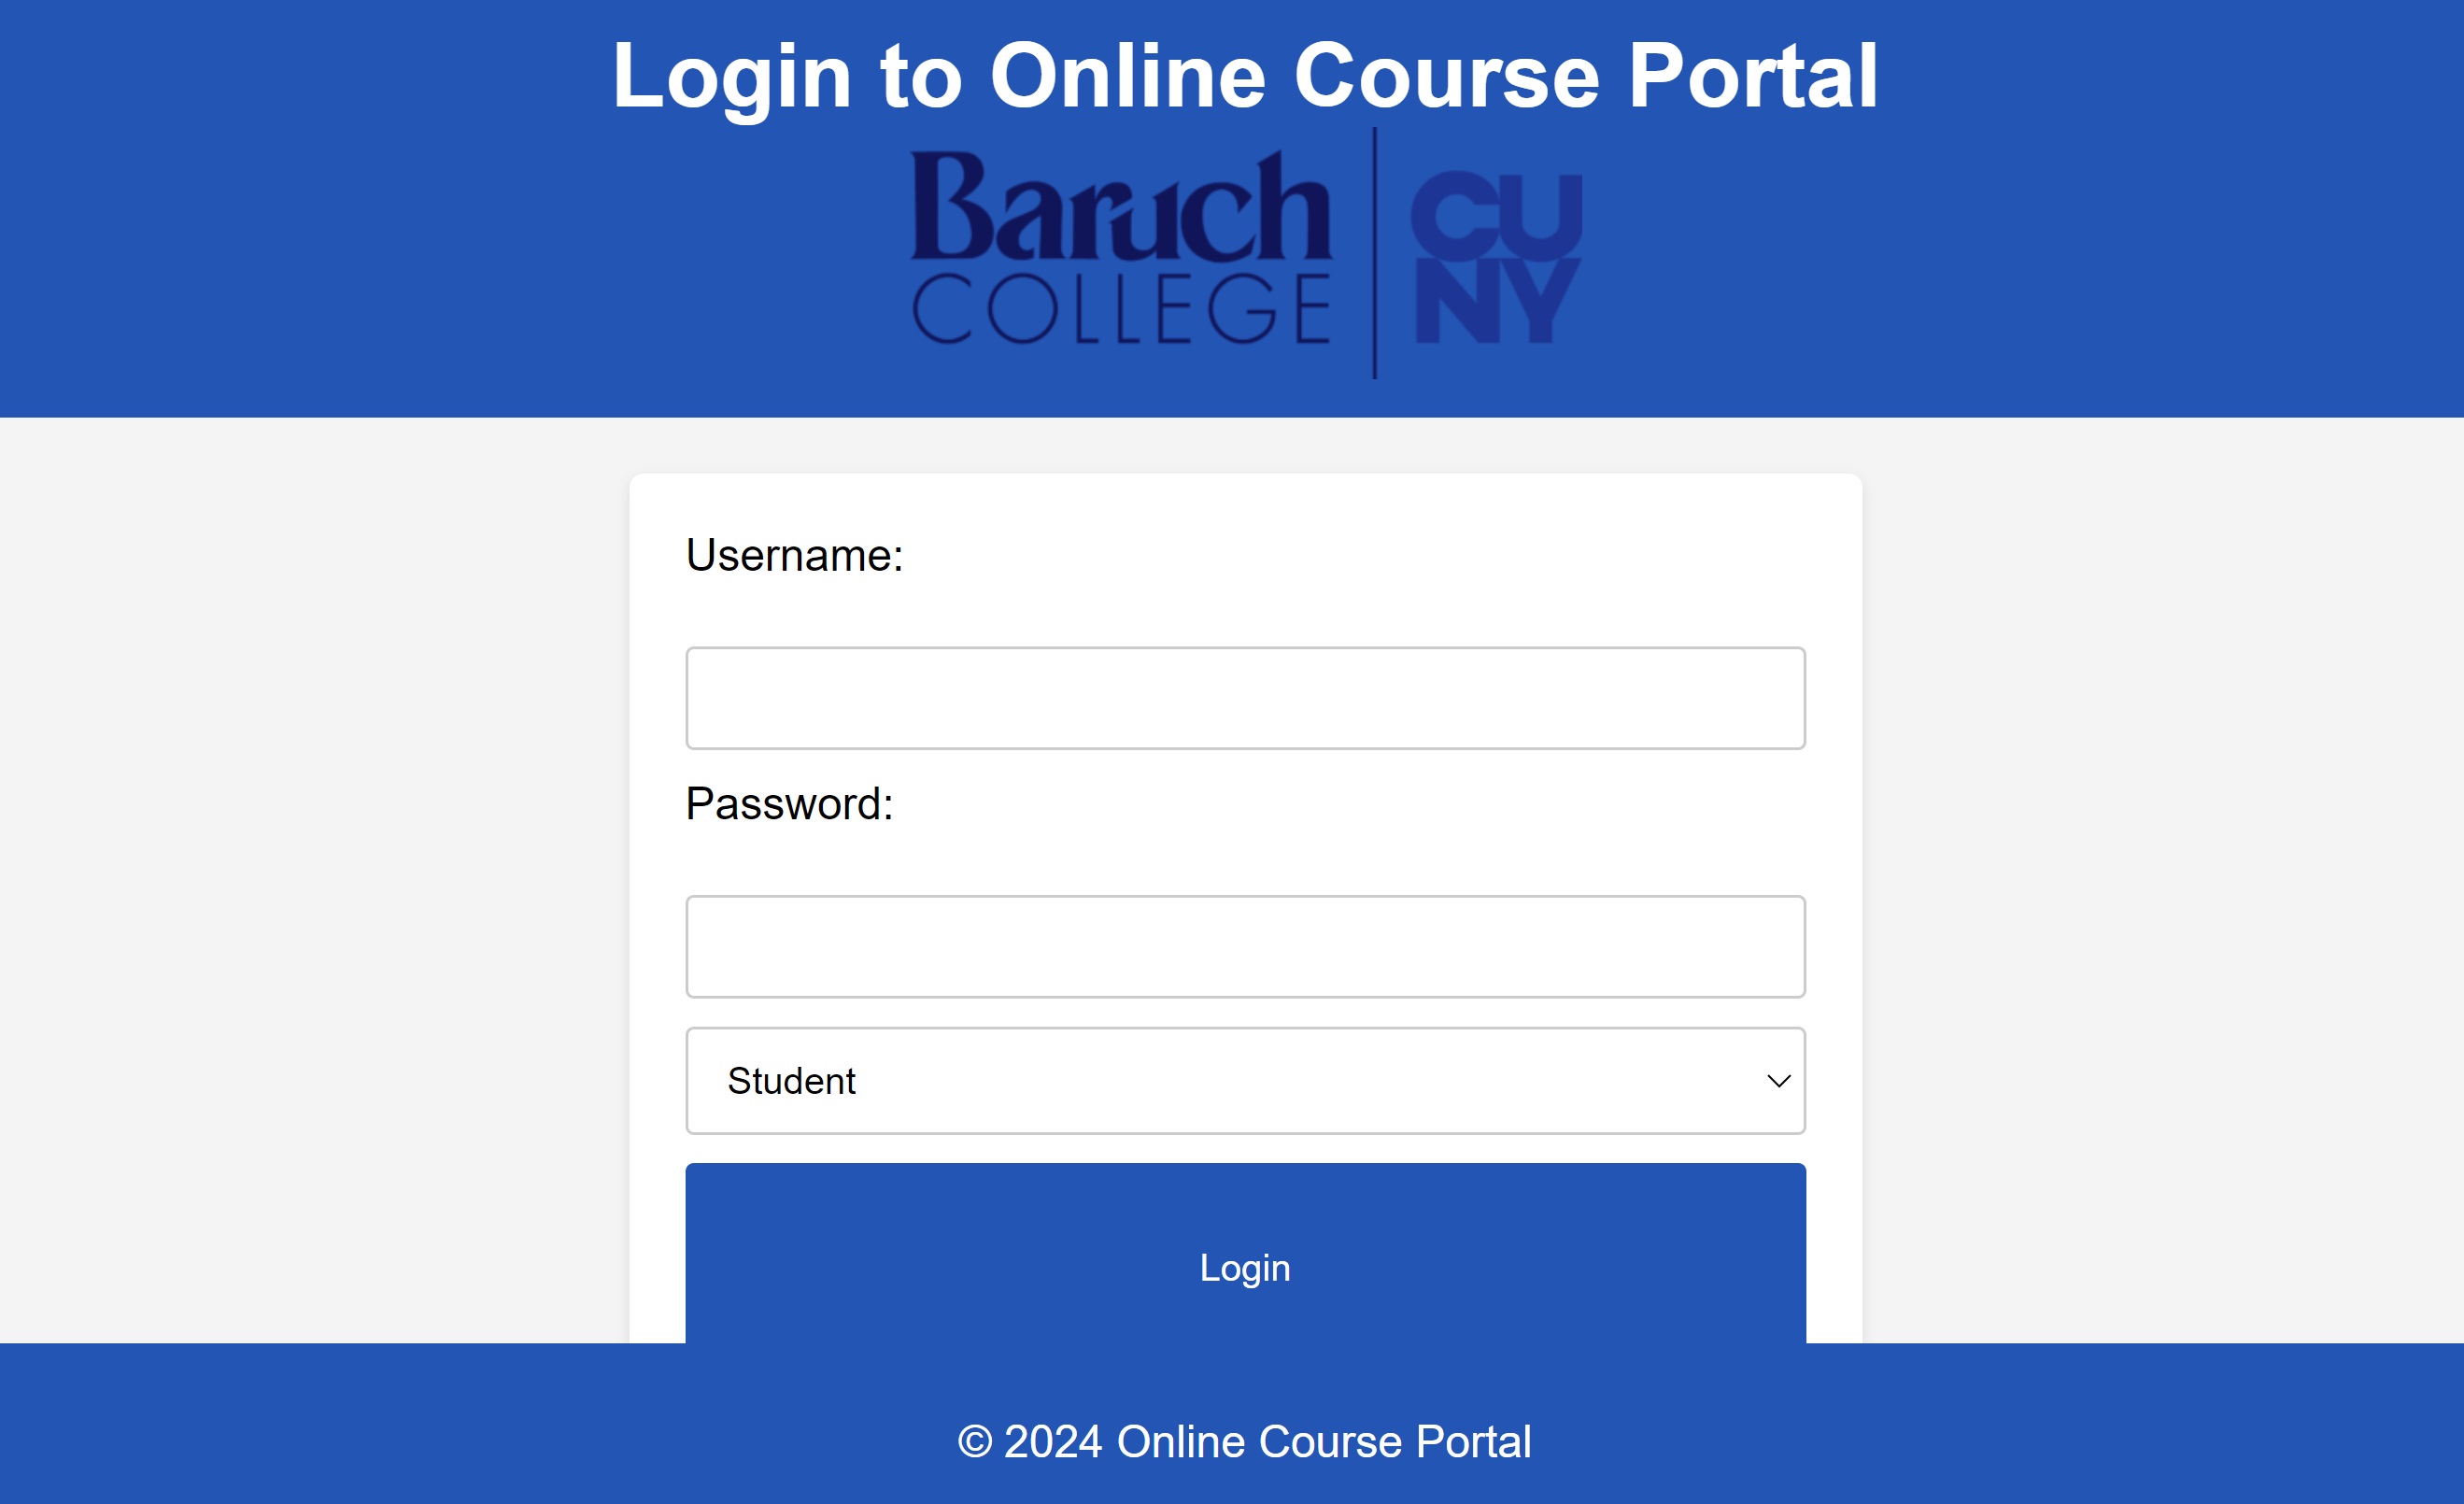 Login to Online Course Portal
Baruch
COLLEGE
CU
NY
Username:
Password:
Student
Login
© 2024 Online Course Portal